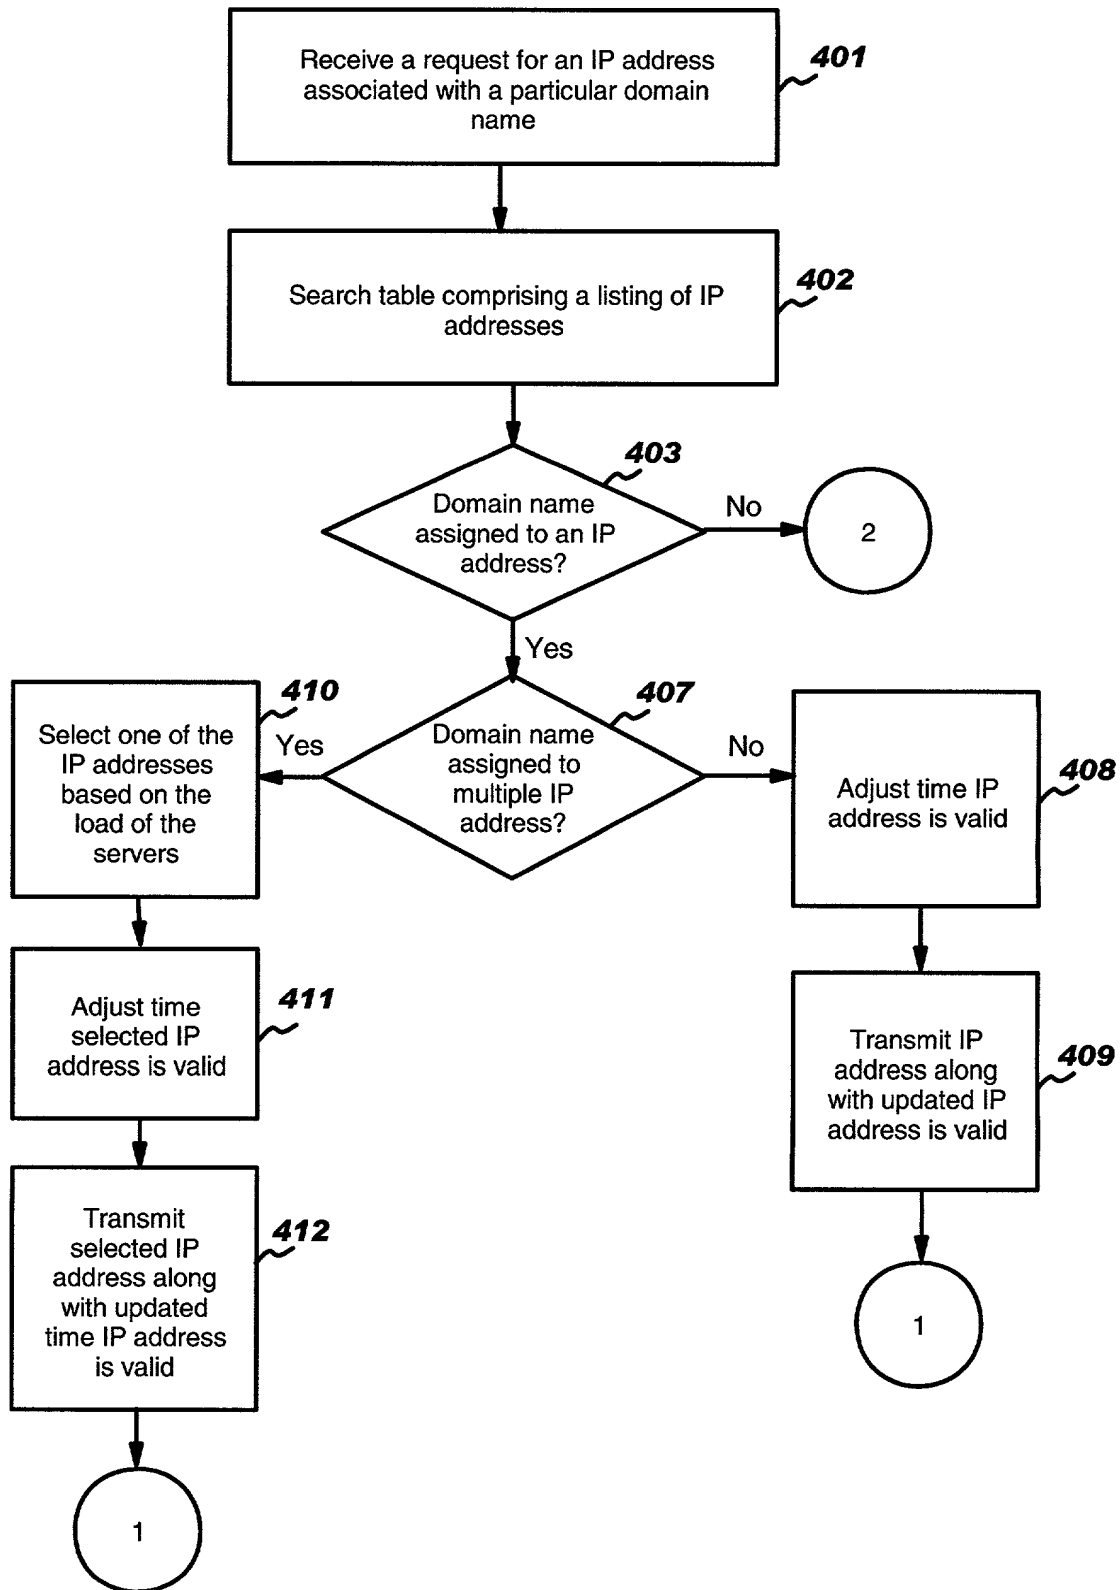 Receive a request for an IP address
associated with a particular domain
name
401
Search table comprising a listing of IP
addresses
402
403
Domain name
assigned to an IP
address?
No
2
Yes
410
Select one of the
IP addresses
based on the
load of the
servers
Yes
407
Domain name
assigned to
multiple IP
address?
No
Adjust time IP
address is valid
408
Adjust time
selected IP
address is valid
411
Transmit IP
address along
with updated IP
address is valid
409
Transmit
selected IP
address along
with updated
time IP address
is valid
412
1
1